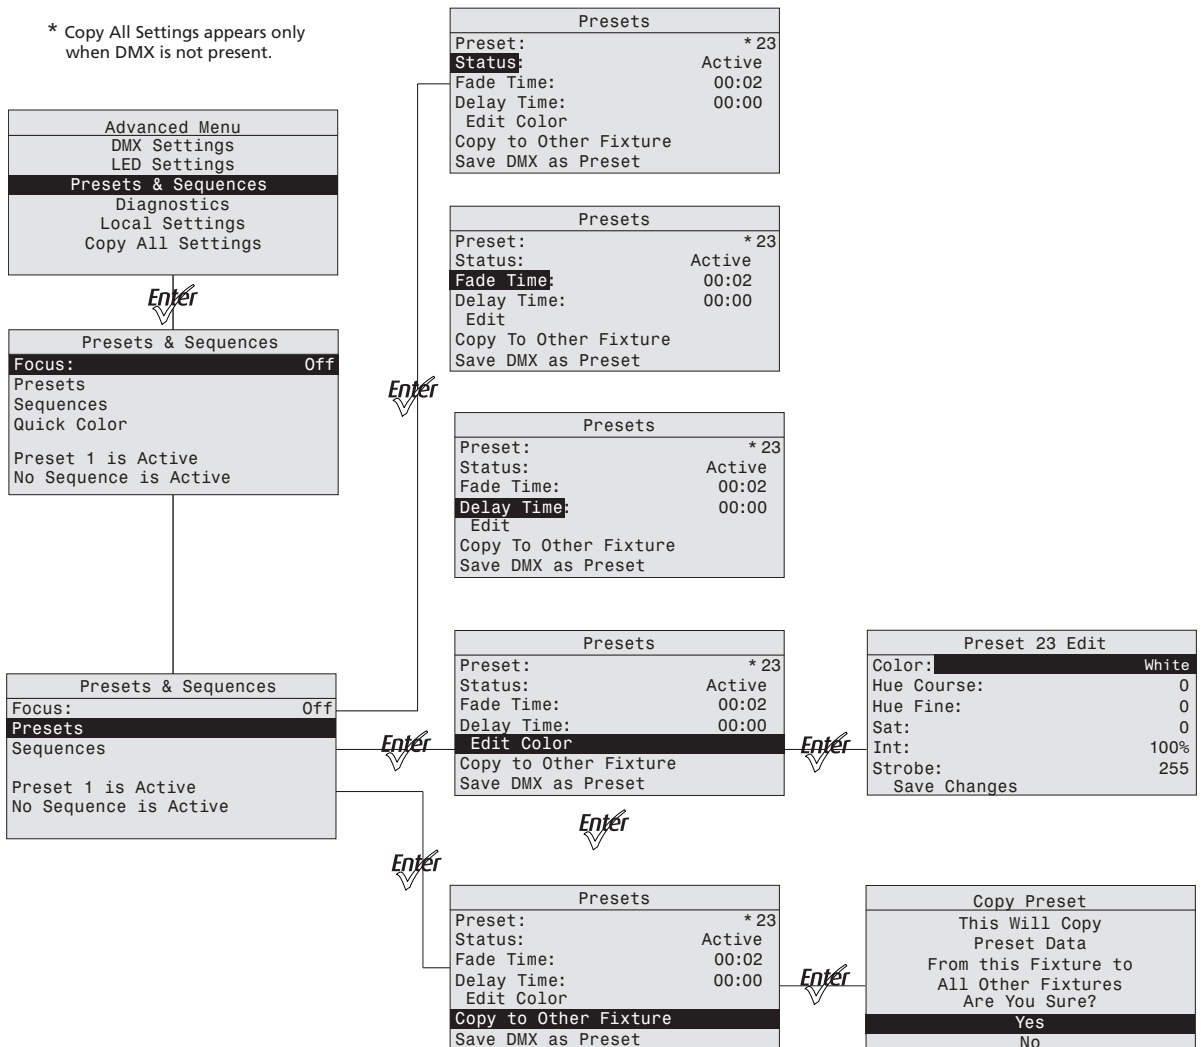 * Copy All Settings appears only
when DMX is not present.
Advanced Menu
DMX Settings
LED Settings
Presets & Sequences
Diagnostics
Local Settings
Copy All Settings
Enter
Presets & Sequences
Focus: Off
Presets
Sequences
Quick Color
Preset 1 is Active
No Sequence is Active
Presets & Sequences
Focus: Off
Presets
Sequences
Preset 1 is Active
No Sequence is Active
Enter
Presets
Preset: * 23
Status: Active
Fade Time: 00:02
Delay Time: 00:00
Edit Color
Copy to Other Fixture
Save DMX as Preset
Presets
Preset: * 23
Status: Active
Fade Time: 00:02
Delay Time: 00:00
Edit
Copy To Other Fixture
Save DMX as Preset
Presets
Preset: * 23
Status: Active
Fade Time: 00:02
Delay Time: 00:00
Edit
Copy To Other Fixture
Save DMX as Preset
Enter
Presets
Preset: * 23
Status: Active
Fade Time: 00:02
Delay Time: 00:00
Edit Color
Copy to Other Fixture
Save DMX as Preset
Enter
Preset 23 Edit
Color: White
Hue Course: 0
Hue Fine: 0
Sat: 0
Int: 100%
Strobe: 255
Save Changes
Enter
Enter
Presets
Preset: * 23
Status: Active
Fade Time: 00:02
Delay Time: 00:00
Edit Color
Copy to Other Fixture
Save DMX as Preset
Enter
Copy Preset
This Will Copy
Preset Data
From this Fixture to
All Other Fixtures
Are You Sure?
Yes
No